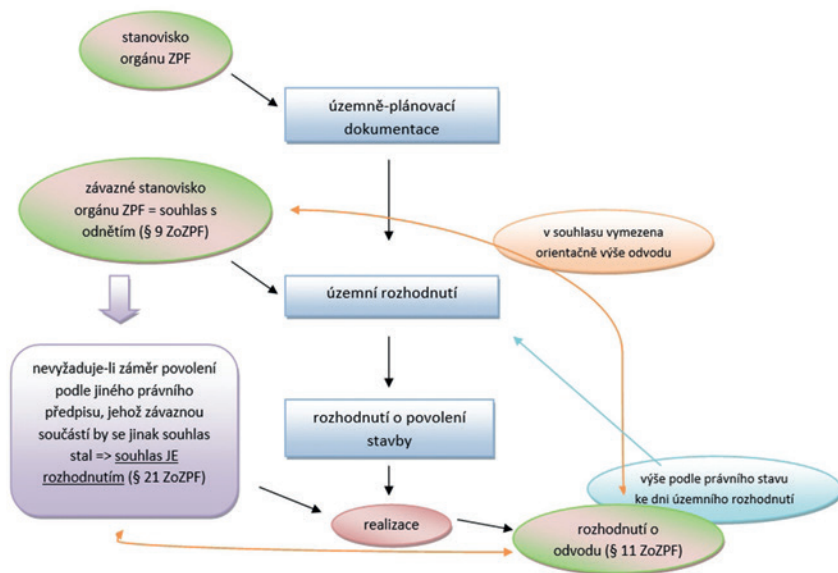 stanovisko
orgánu ZPF
územně-plánovací
dokumentace
závazné stanovisko
orgánu ZPF = souhlas s
odnětím (§ 9 ZoZPF)
v souhlasu vymezena
orientačně výše odvodu
územní rozhodnutí
nevyžaduje-li záměr povolení
podle jiného právního
předpisu, jehož závaznou
součástí by se jinak souhlas
stal => souhlas JE
rozhodnutím (§ 21 ZoZPF)
rozhodnutí o povolení
stavby
výše podle právního stavu
ke dni územního rozhodnutí
realizace
rozhodnutí o
odvodu (§ 11 ZoZPF)